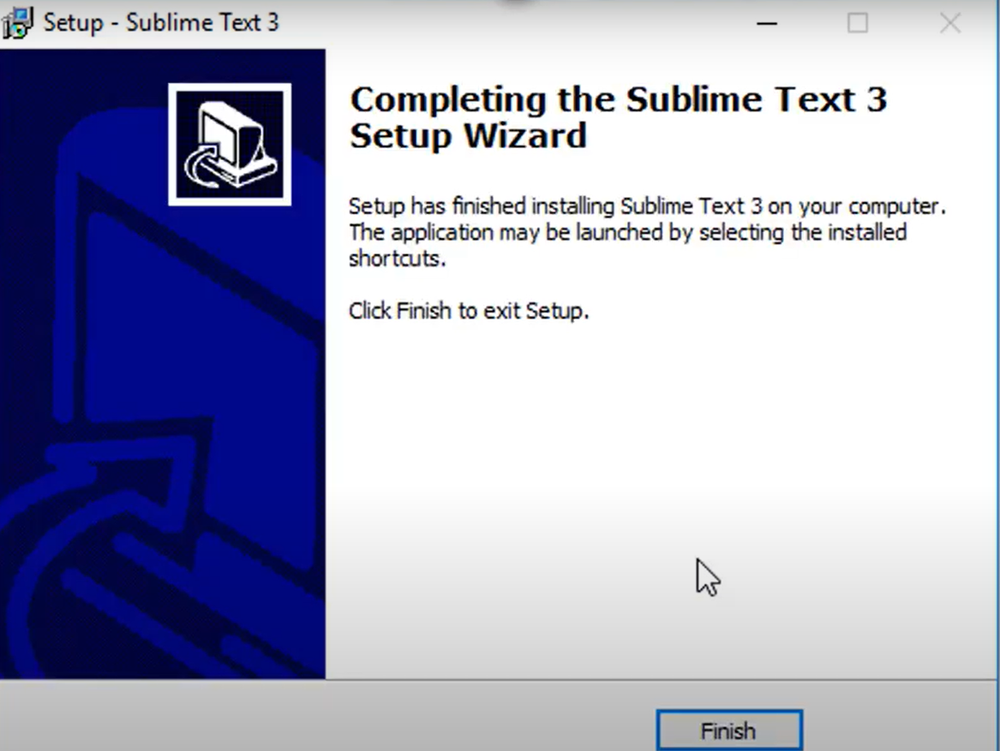 Setup - Sublime Text 3
Completing the Sublime Text 3
Setup Wizard
Setup has finished installing Sublime Text 3 on your computer.
The application may be launched by selecting the installed
shortcuts.
Click Finish to exit Setup.
Finish